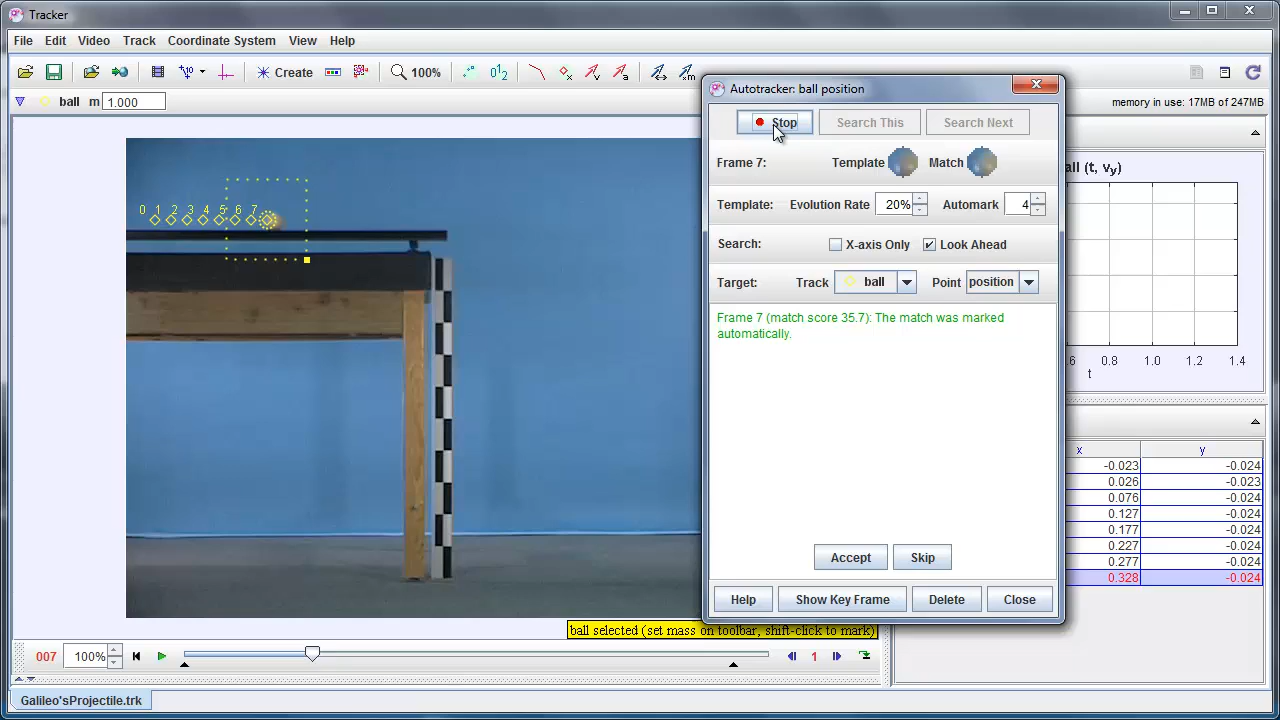 Tracker
File Edit Video Track Coordinate System View Help
Create 100%
ball m 1.000
memory in use: 17MB of 247MB
Autotracker: ball position
Stop Search This Search Next
Frame 7: Template Match
Template: Evolution Rate 20% Automark 4
Search: X-axis Only Look Ahead
Target: Track ball Point position
Frame 7 (match score 35.7): The match was marked
automatically.
Accept Skip
Help Show Key Frame Delete Close
0 1 2 3 4 5 6 7
all (t, vy)
.6 0.8 1.0 1.2 1.4
t
x y
-0.023 -0.024
0.026 -0.023
0.076 -0.024
0.127 -0.024
0.177 -0.024
0.227 -0.024
0.277 -0.024
0.328 -0.024
ball selected (set mass on toolbar, shift-click to mark)
007 100% 1
Galileo'sProjectile.trk